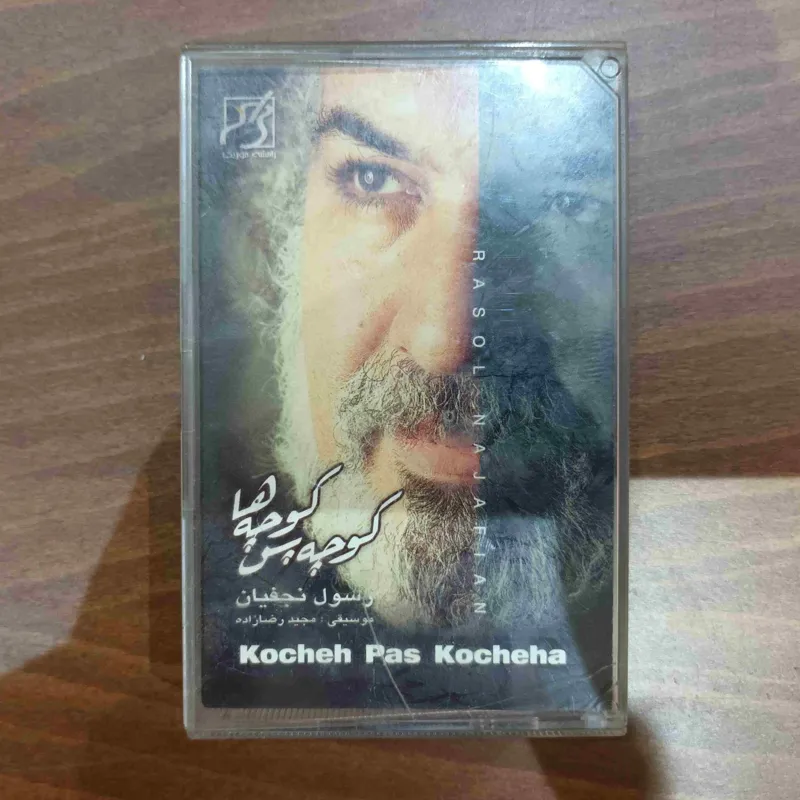 RASOL NAJAFIAN
کوچه پس کوچه ها
رسول نجفیان
موسیقی : مجید رضازاده
Kocheh Pas Kocheha